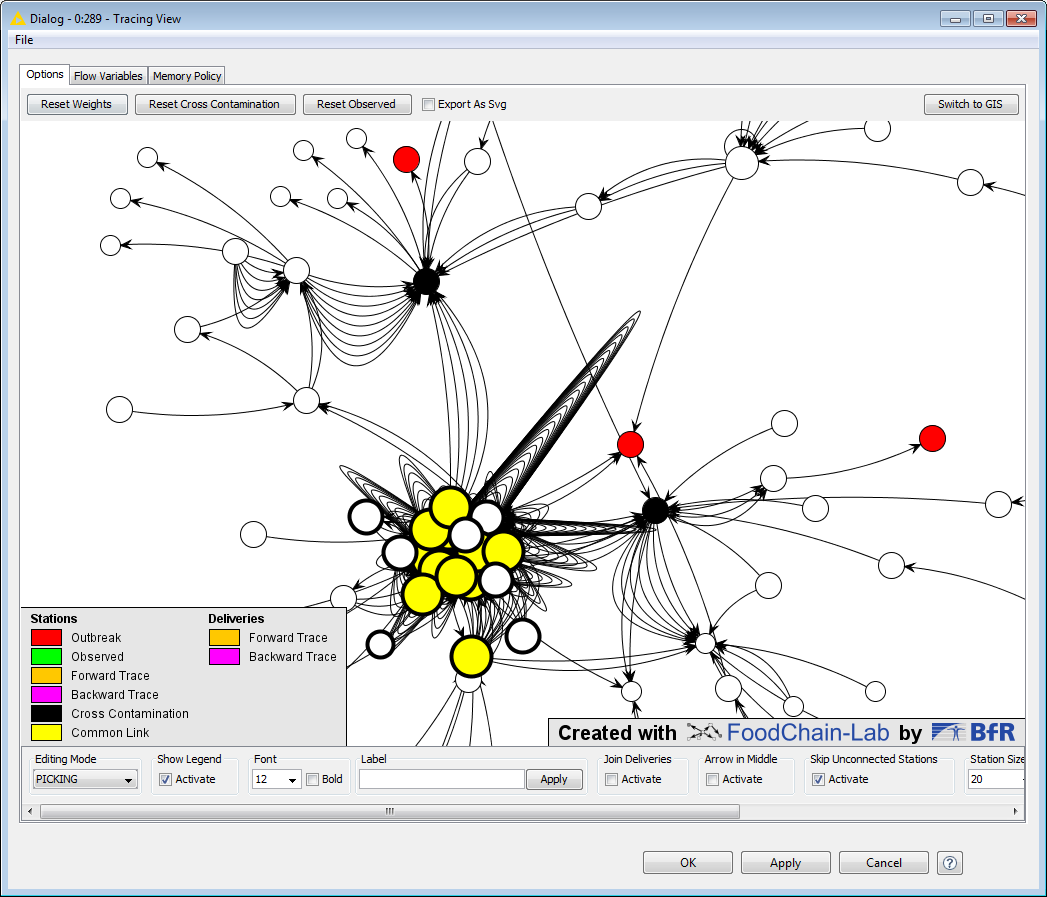 Dialog - 0:289 - Tracing View
File
Options Flow Variables Memory Policy
Reset Weights Reset Cross Contamination Reset Observed Export As Svg Switch to GIS
Stations Deliveries
Outbreak Forward Trace
Observed Backward Trace
Forward Trace
Backward Trace
Cross Contamination
Common Link
Created with FoodChain-Lab by BfR
Editing Mode Show Legend Font Label Join Deliveries Arrow in Middle Skip Unconnected Stations Station Size
PICKING Activate 12 Bold Apply Activate Activate Activate 20
OK Apply Cancel ?